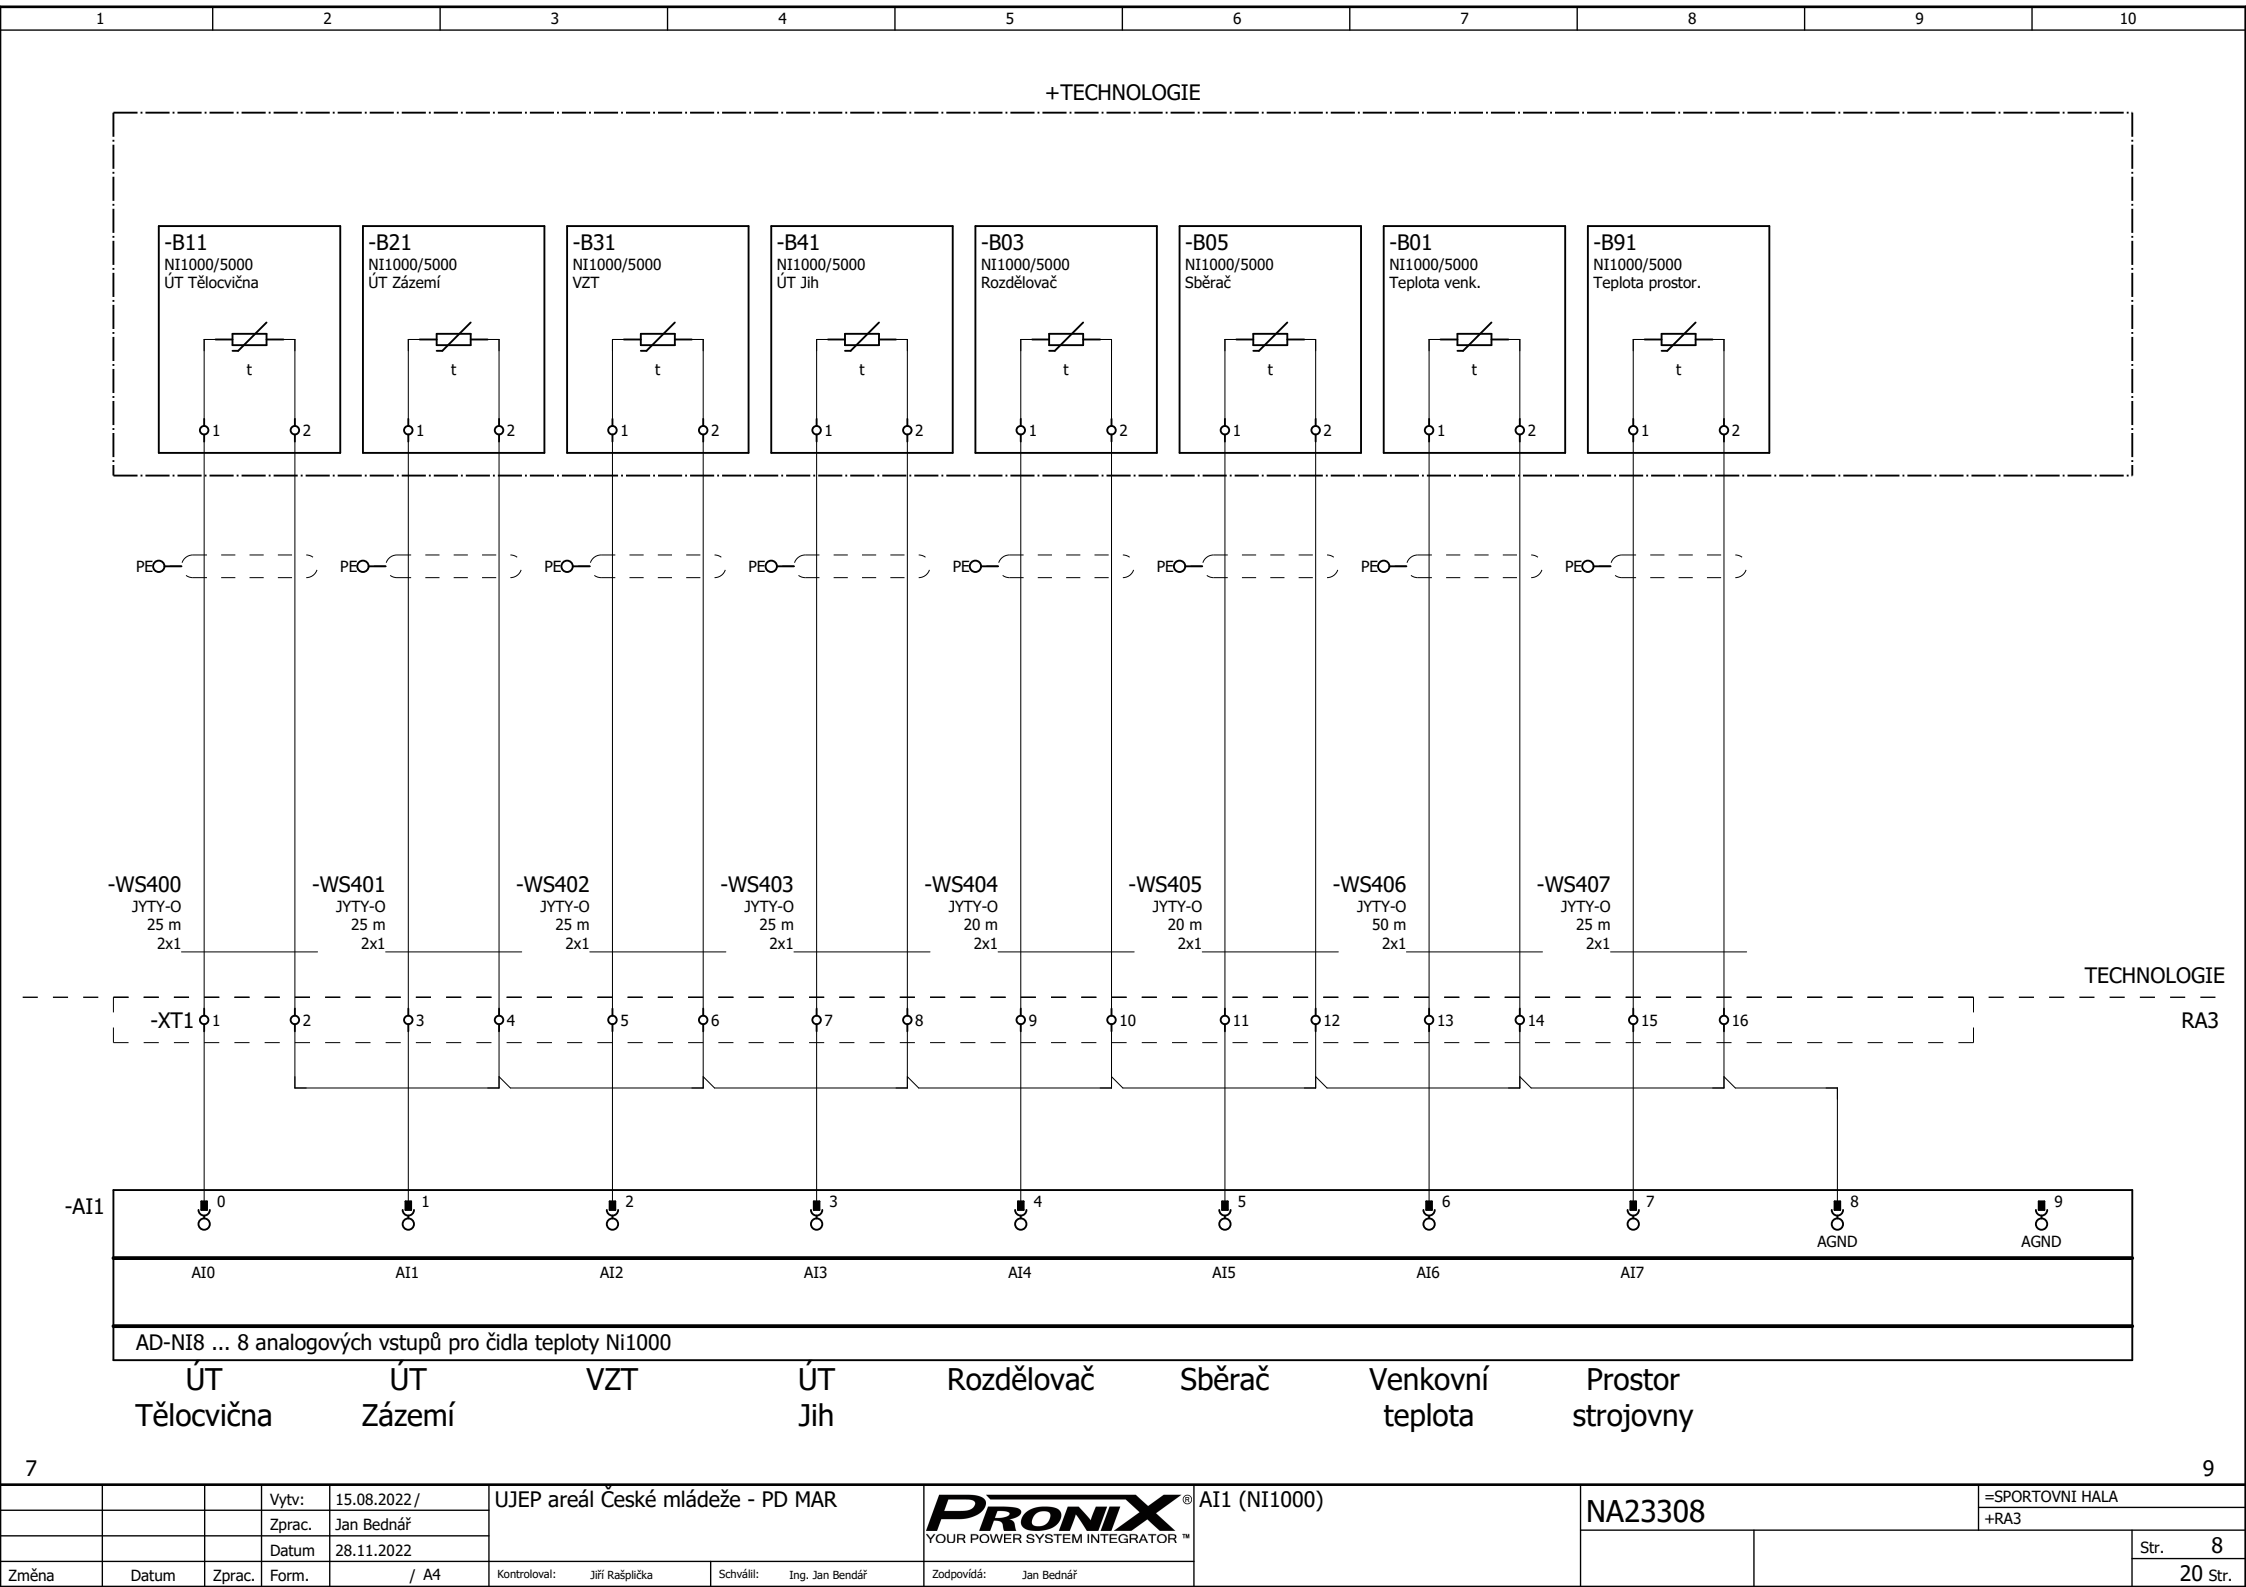 1 2 3 4 5 6 7 8 9 10
+TECHNOLOGIE
-B11 -B21 -B31 -B41 -B03 -B05 -B01 -B91
NI1000/5000 NI1000/5000 NI1000/5000 NI1000/5000 NI1000/5000 NI1000/5000 NI1000/5000 NI1000/5000
ÚT Tělocvična ÚT Zázemí VZT ÚT Jih Rozdělovač Sběrač Teplota venk. Teplota prostor.
t t t t t t t t
1 2 1 2 1 2 1 2 1 2 1 2 1 2 1 2
PE PE PE PE PE PE PE PE
-WS400 -WS401 -WS402 -WS403 -WS404 -WS405 -WS406 -WS407
JYTY-O JYTY-O JYTY-O JYTY-O JYTY-O JYTY-O JYTY-O JYTY-O
25 m 25 m 25 m 25 m 20 m 20 m 50 m 25 m
2x1 2x1 2x1 2x1 2x1 2x1 2x1 2x1
TECHNOLOGIE
-XT1 1 2 3 4 5 6 7 8 9 10 11 12 13 14 15 16 RA3
-AI1 0 1 2 3 4 5 6 7 8 9
AGND AGND
AI0 AI1 AI2 AI3 AI4 AI5 AI6 AI7
AD-NI8 ... 8 analogových vstupů pro čidla teploty Ni1000
ÚT ÚT VZT ÚT Rozdělovač Sběrač Venkovní Prostor
Tělocvična Zázemí Jih teplota strojovny
7 9
Vytv: 15.08.2022/ UJEP areál České mládeže - PD MAR PRONIX ® AI1 (NI1000) NA23308 =SPORTOVNI HALA
+RA3
Zprac. Jan Bednář
YOUR POWER SYSTEM INTEGRATOR ™
Datum 28.11.2022 Str. 8
Změna Datum Zprac. Form. / A4 Kontroloval: Jiří Rašplička Schválil: Ing. Jan Bendář Zodpovídá: Jan Bednář 20 Str.